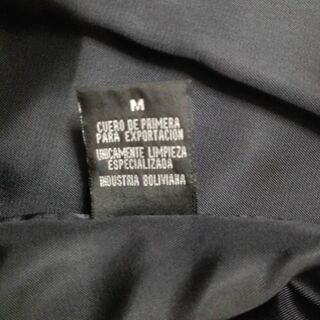 M
CUERO DE PRIMERA
PARA EXPORTACION
UNICAMENTE LIMPIEZA
ESPECIALIZADA
INDUSTRIA BOLIVIANA